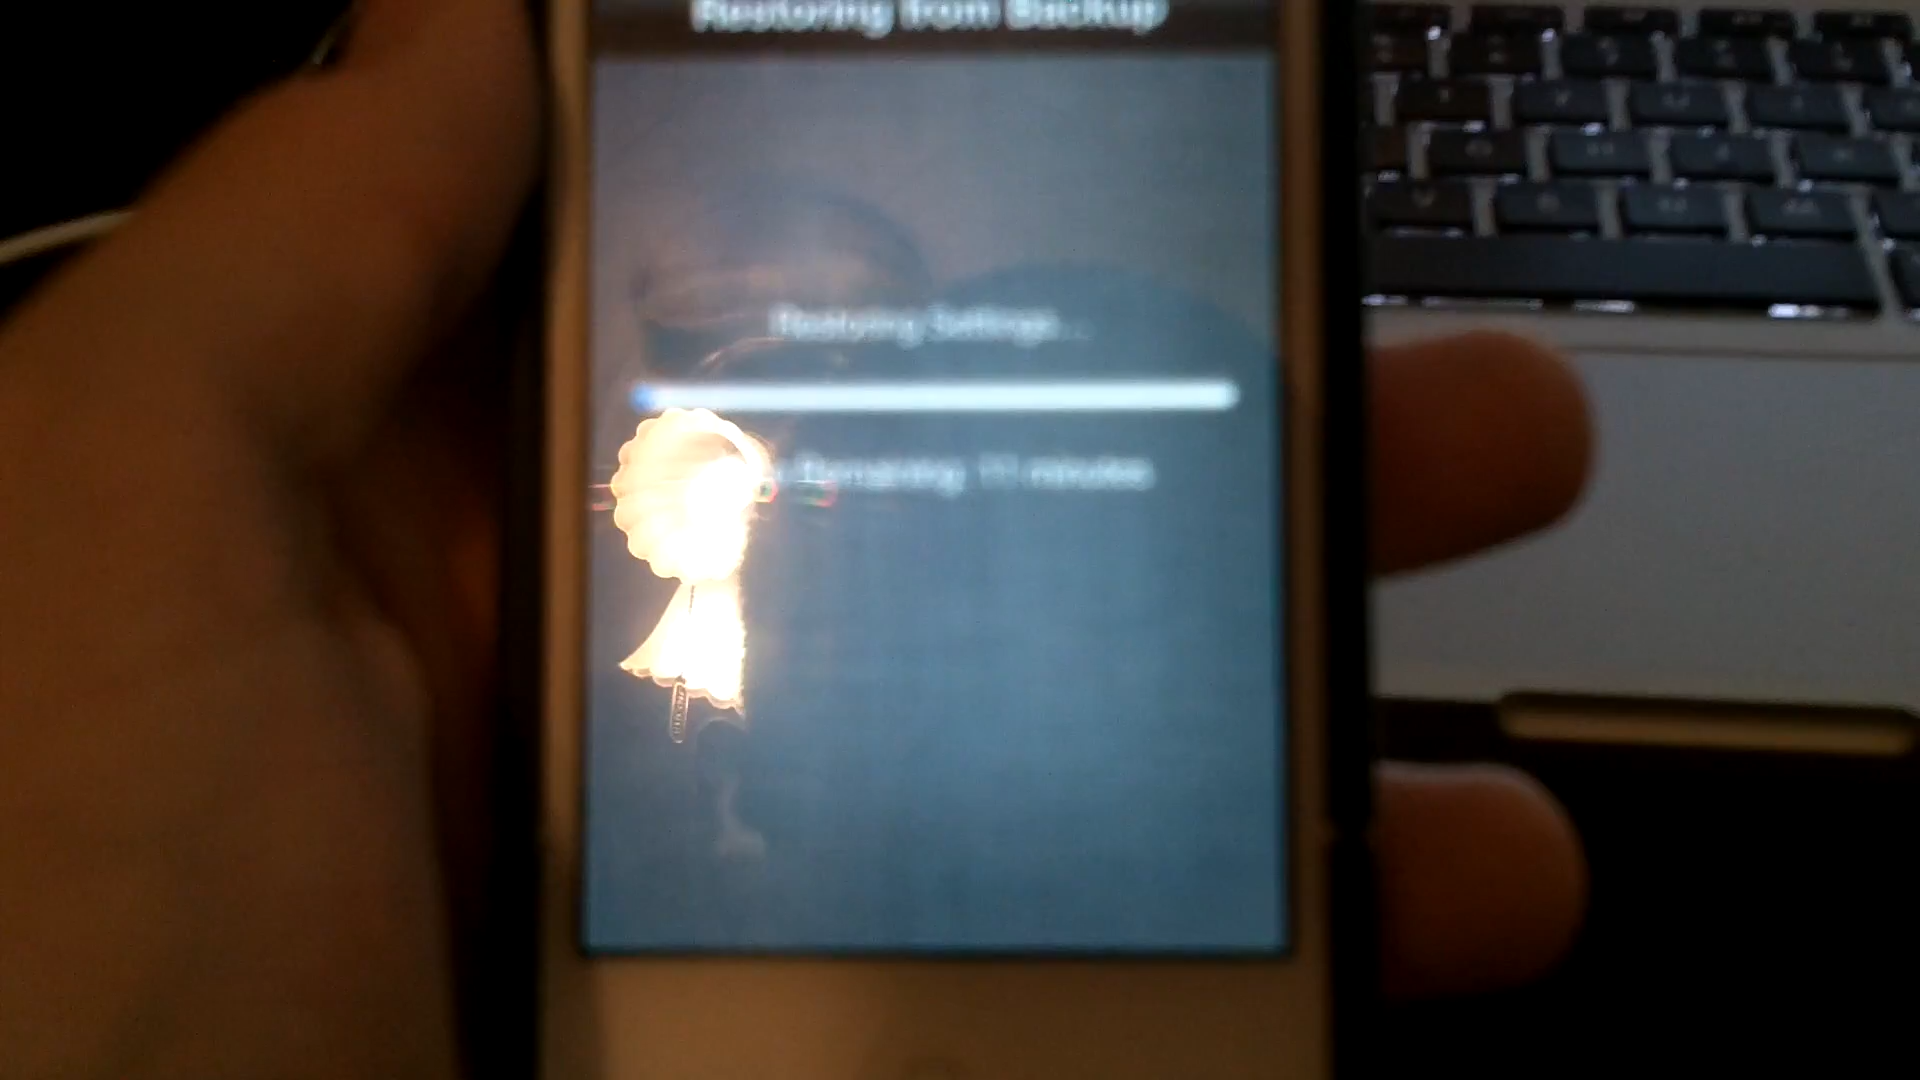 Restoring from Backup
Restoring Settings...
Remaining: 11 minutes